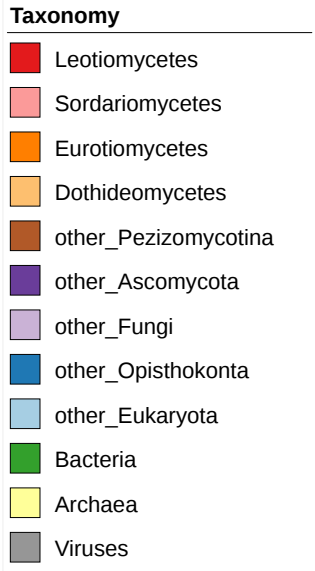 Taxonomy
Leotiomycetes
Sordariomycetes
Eurotiomycetes
Dothideomycetes
other_Pezizomycotina
other_Ascomycota
other_Fungi
other_Opisthokonta
other_Eukaryota
Bacteria
Archaea
Viruses